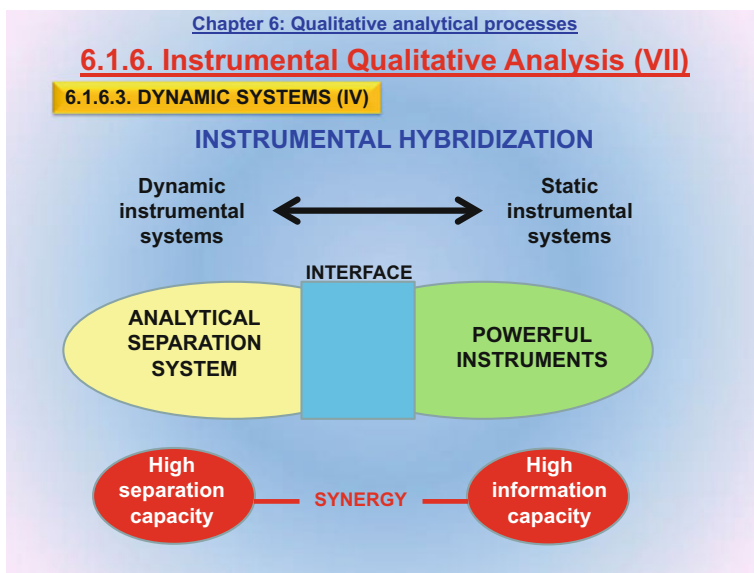 Chapter 6: Qualitative analytical processes
6.1.6. Instrumental Qualitative Analysis (VII)
6.1.6.3. DYNAMIC SYSTEMS (IV)
INSTRUMENTAL HYBRIDIZATION
Dynamic
instrumental
systems
Static
instrumental
systems
INTERFACE
ANALYTICAL
SEPARATION
SYSTEM
POWERFUL
INSTRUMENTS
High
separation
capacity
SYNERGY
High
information
capacity